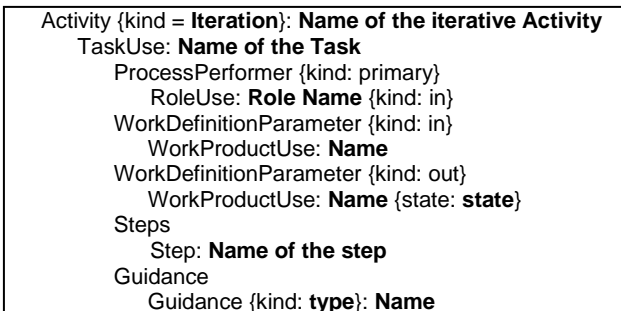 Activity {kind = Iteration}: Name of the iterative Activity
TaskUse: Name of the Task
ProcessPerformer {kind: primary}
RoleUse: Role Name {kind: in}
WorkDefinitionParameter {kind: in}
WorkProductUse: Name
WorkDefinitionParameter {kind: out}
WorkProductUse: Name {state: state}
Steps
Step: Name of the step
Guidance
Guidance {kind: type}: Name